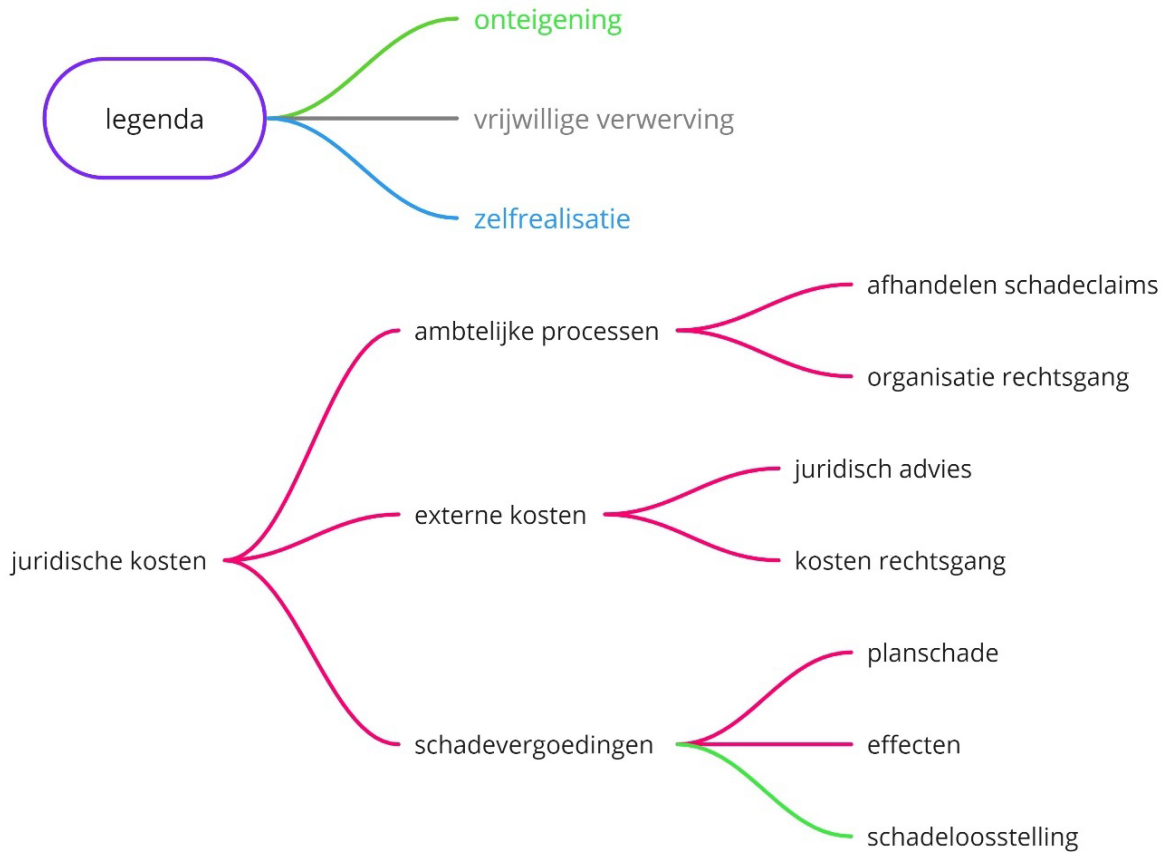 onteigening
legenda
vrijwillige verwerving
zelfrealisatie
afhandelen schadeclaims
ambtelijke processen
organisatie rechtsgang
juridisch advies
externe kosten
juridische kosten
kosten rechtsgang
planschade
schadevergoedingen
effecten
schadeloosstelling